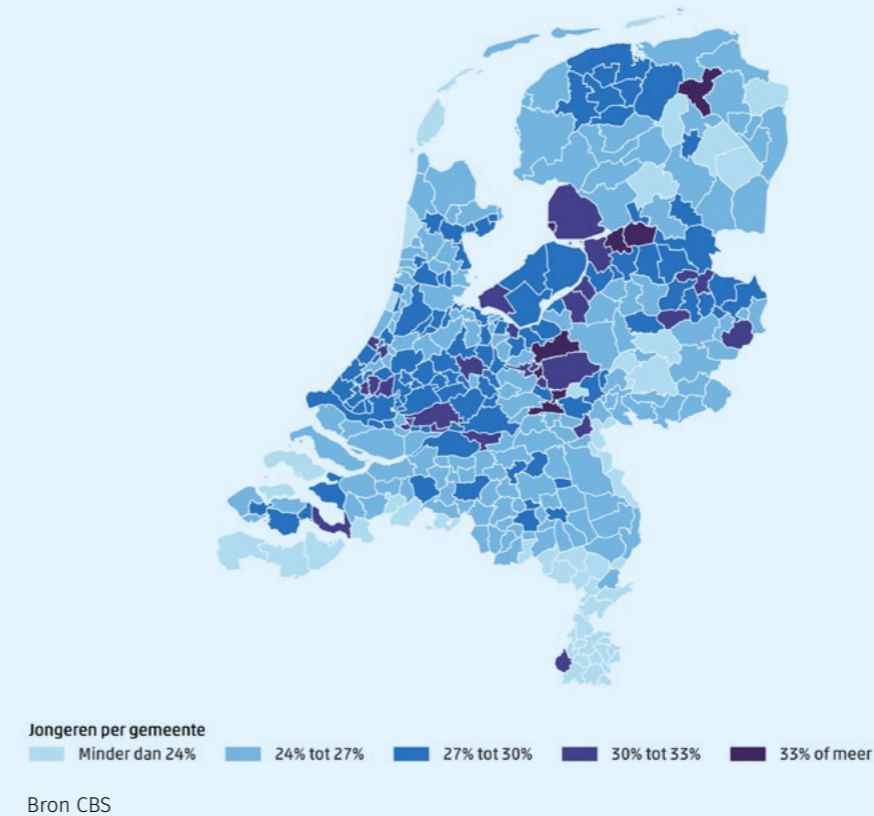 Jongeren per gemeente
Minder dan 24% 24% tot 27% 27% tot 30% 30% tot 33% 33% of meer
Bron CBS